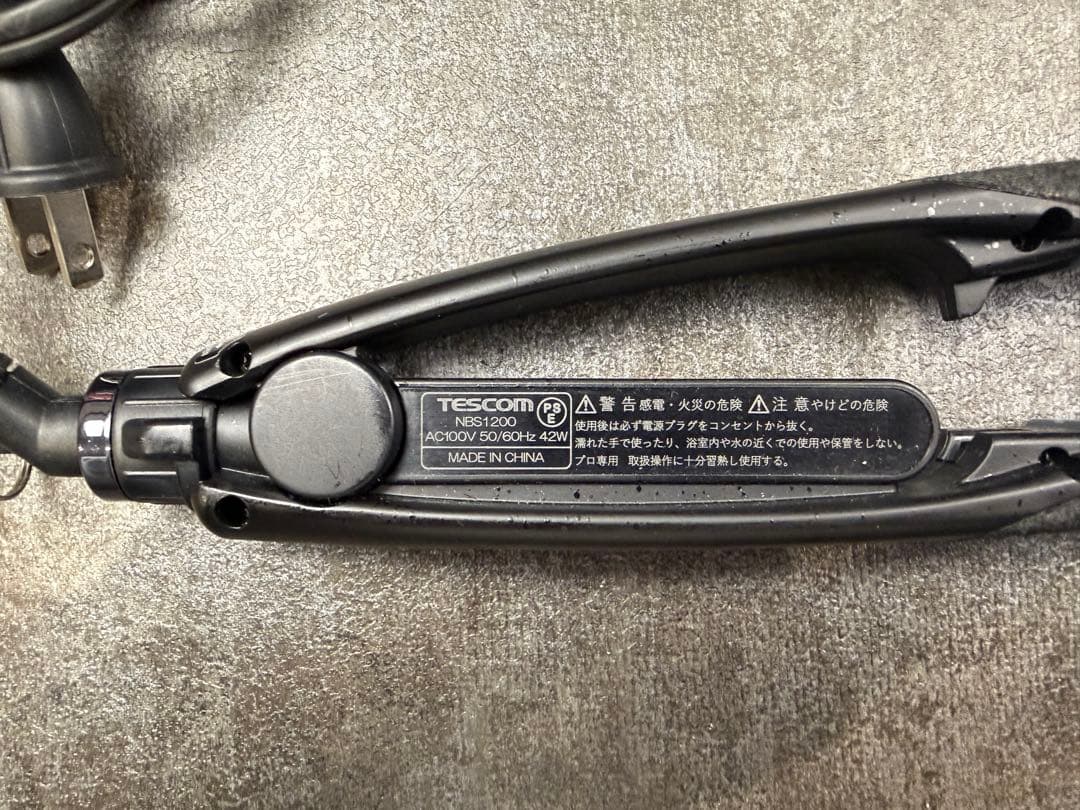 TESCOM
PS
E
NBS1200
AC100V 50/60Hz 42W
MADE IN CHINA
警告 感電・火災の危険 注意 やけどの危険
使用後は必ず電源プラグをコンセントから抜く。
濡れた手で使ったり、浴室内や水の近くでの使用や保管をしない。
プロ専用 取扱操作に十分習熟し使用する。